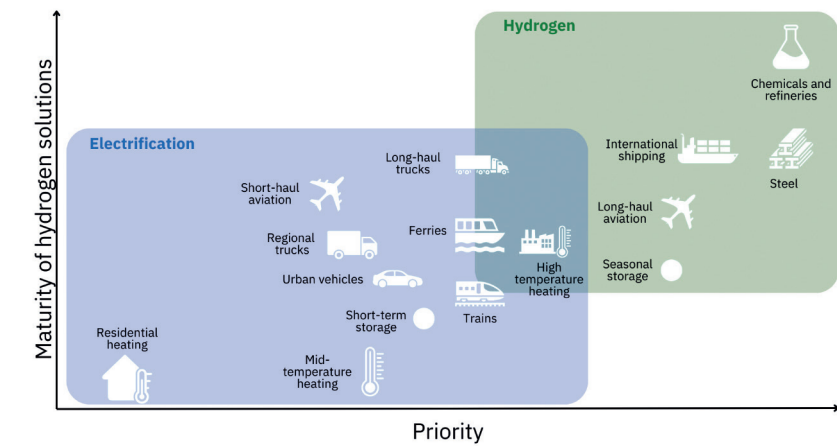 Hydrogen
Chemicals and
refineries
Electrification
International
shipping
Long-haul
trucks
Steel
Short-haul
aviation
Long-haul
aviation
Ferries
Regional
trucks
High
temperature
heating
Seasonal
storage
Urban vehicles
Short-term
storage
Trains
Residential
heating
Mid-
temperature
heating
Maturity of hydrogen solutions
Priority